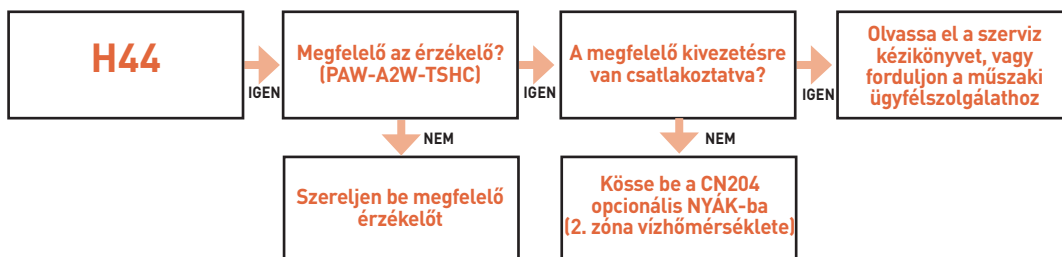 H44
IGEN
Megfelelő az érzékelő?
(PAW-A2W-TSHC)
IGEN
A megfelelő kivezetésre
van csatlakoztatva?
IGEN
Olvassa el a szerviz
kézikönyvet, vagy
forduljon a műszaki
ügyfélszolgálathoz
NEM
NEM
Szereljen be megfelelő
érzékelőt
Kösse be a CN204
opcionális NYÁK-ba
(2. zóna vízhőmérséklete)